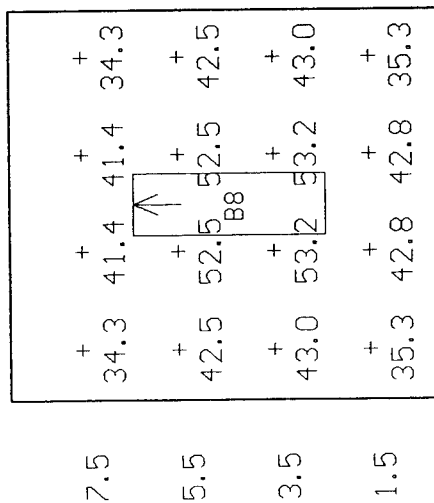 + + + +
7.5 34.3 41.4 41.4 34.3
+ + + +
5.5 42.5 52.5 52.5 42.5
B8
+ + + +
3.5 43.0 53.2 53.2 43.0
+ + + +
1.5 35.3 42.8 42.8 35.3